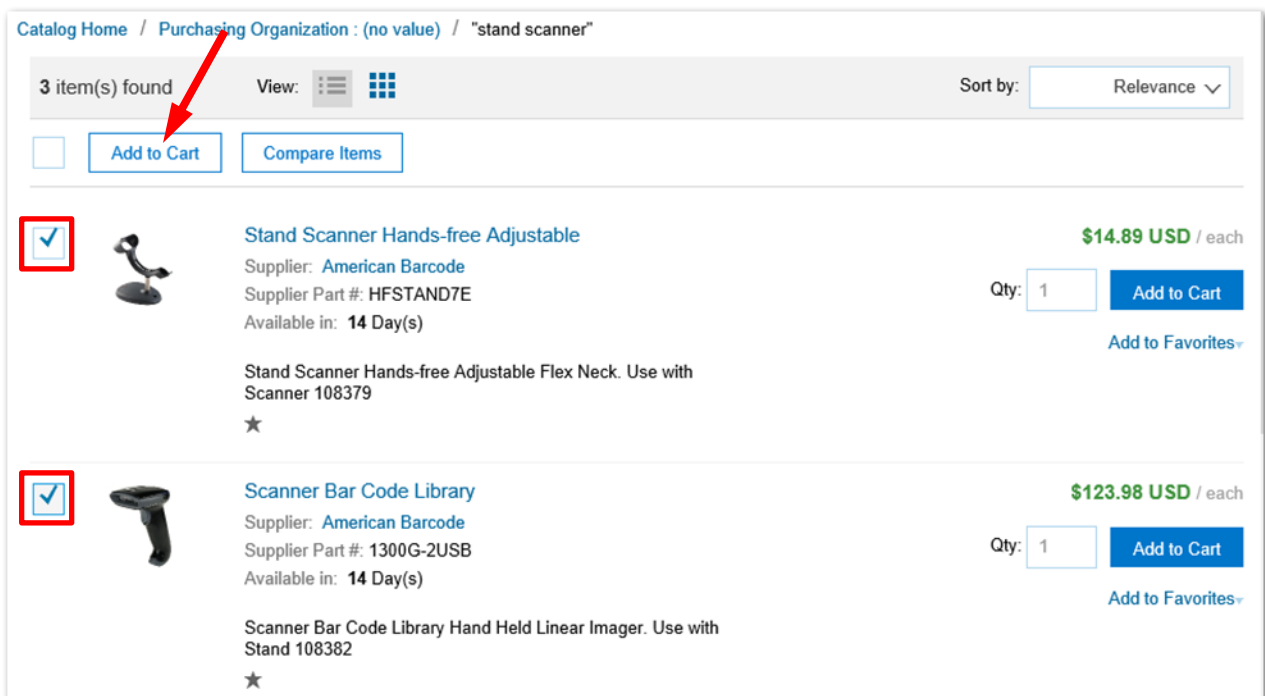 Catalog Home / Purchasing Organization : (no value) / "stand scanner"
3 item(s) found View: Sort by: Relevance
Add to Cart Compare Items
Stand Scanner Hands-free Adjustable $14.89 USD / each
Supplier: American Barcode
Supplier Part #: HFSTAND7E Qty: 1 Add to Cart
Available in: 14 Day(s)
Add to Favorites
Stand Scanner Hands-free Adjustable Flex Neck. Use with
Scanner 108379
Scanner Bar Code Library $123.98 USD / each
Supplier: American Barcode
Supplier Part #: 1300G-2USB Qty: 1 Add to Cart
Available in: 14 Day(s)
Add to Favorites
Scanner Bar Code Library Hand Held Linear Imager. Use with
Stand 108382